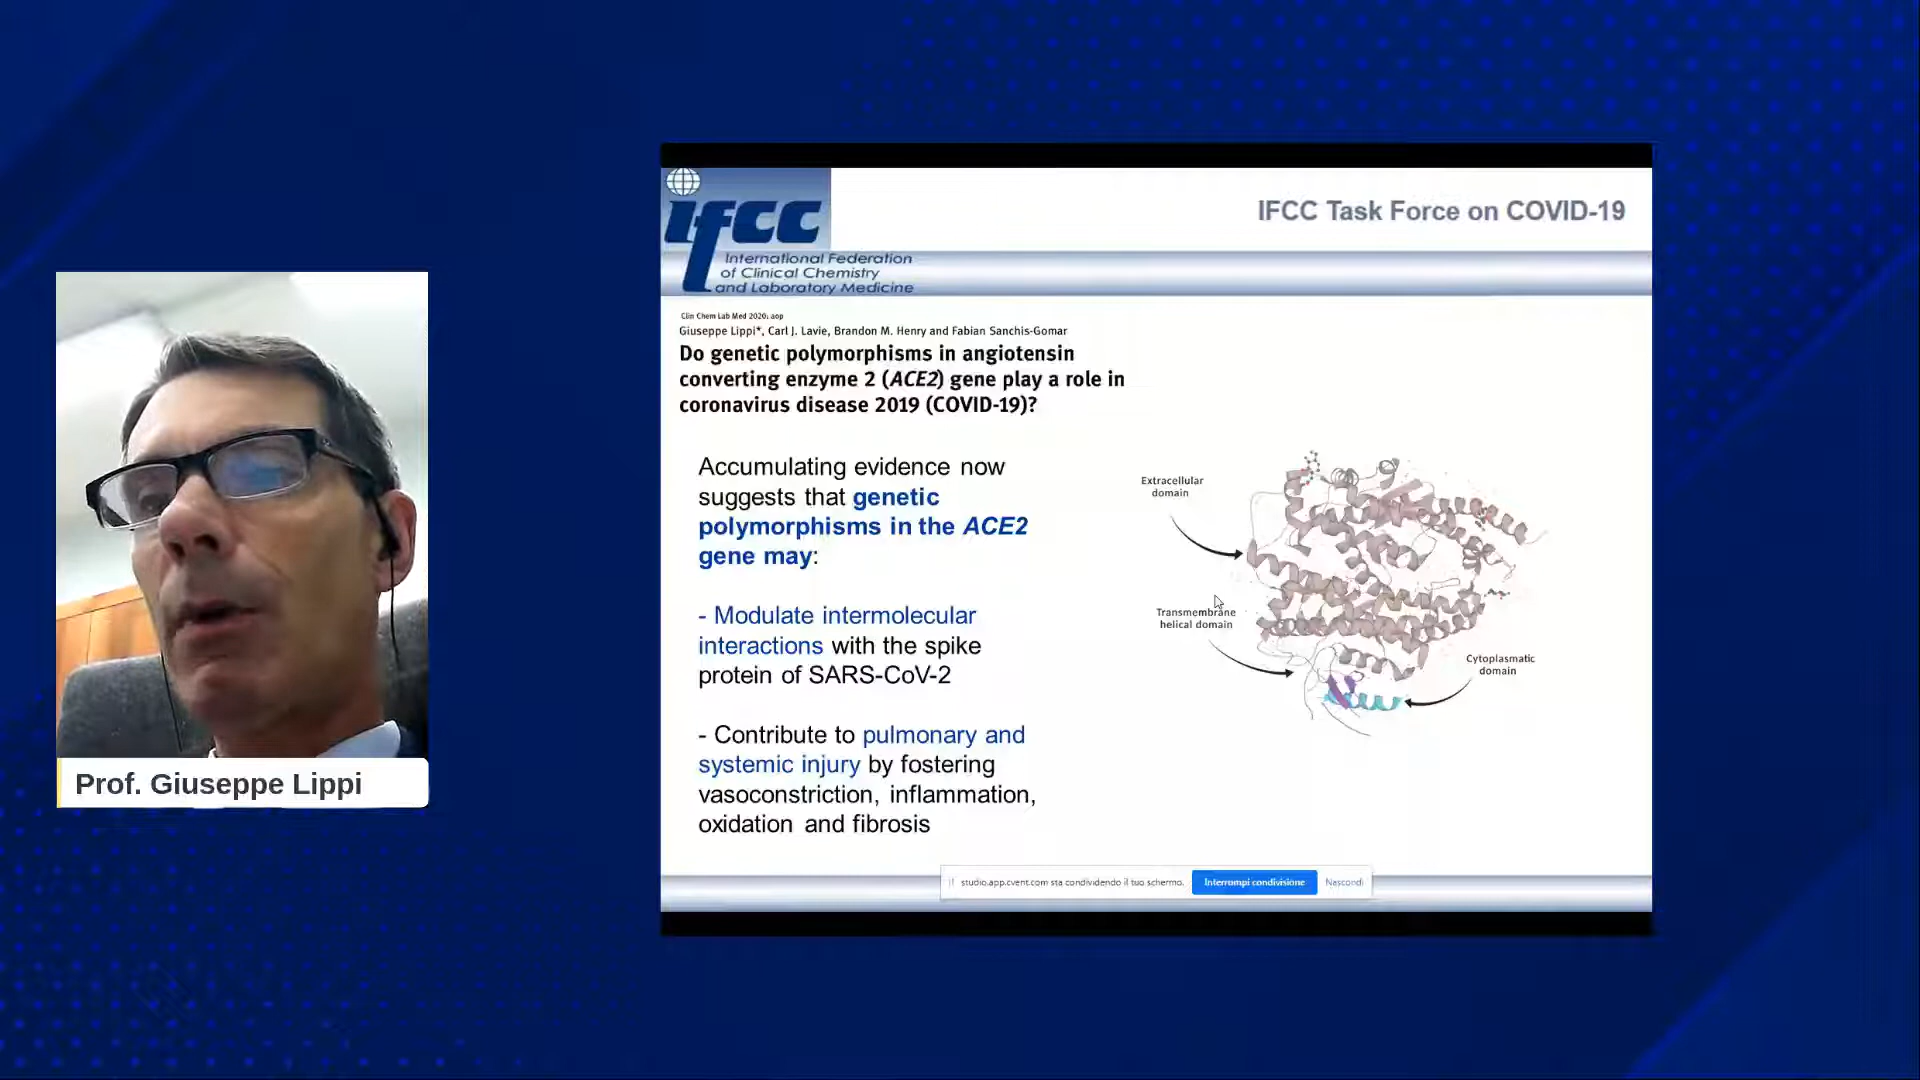 ifcc
International Federation
of Clinical Chemistry
and Laboratory Medicine
IFCC Task Force on COVID-19
Clin Chem Lab Med 2020; aop
Giuseppe Lippi*, Carl J. Lavie, Brandon M. Henry and Fabian Sanchis-Gomar
Do genetic polymorphisms in angiotensin
converting enzyme 2 (ACE2) gene play a role in
coronavirus disease 2019 (COVID-19)?
Accumulating evidence now
suggests that genetic
polymorphisms in the ACE2
gene may:
- Modulate intermolecular
interactions with the spike
protein of SARS-CoV-2
- Contribute to pulmonary and
systemic injury by fostering
vasoconstriction, inflammation,
oxidation and fibrosis
Extracellular
domain
Transmembrane
helical domain
Cytoplasmatic
domain
studio.app.cvent.com sta condividendo il tuo schermo.
Interrompi condivisione
Nascondi
Prof. Giuseppe Lippi